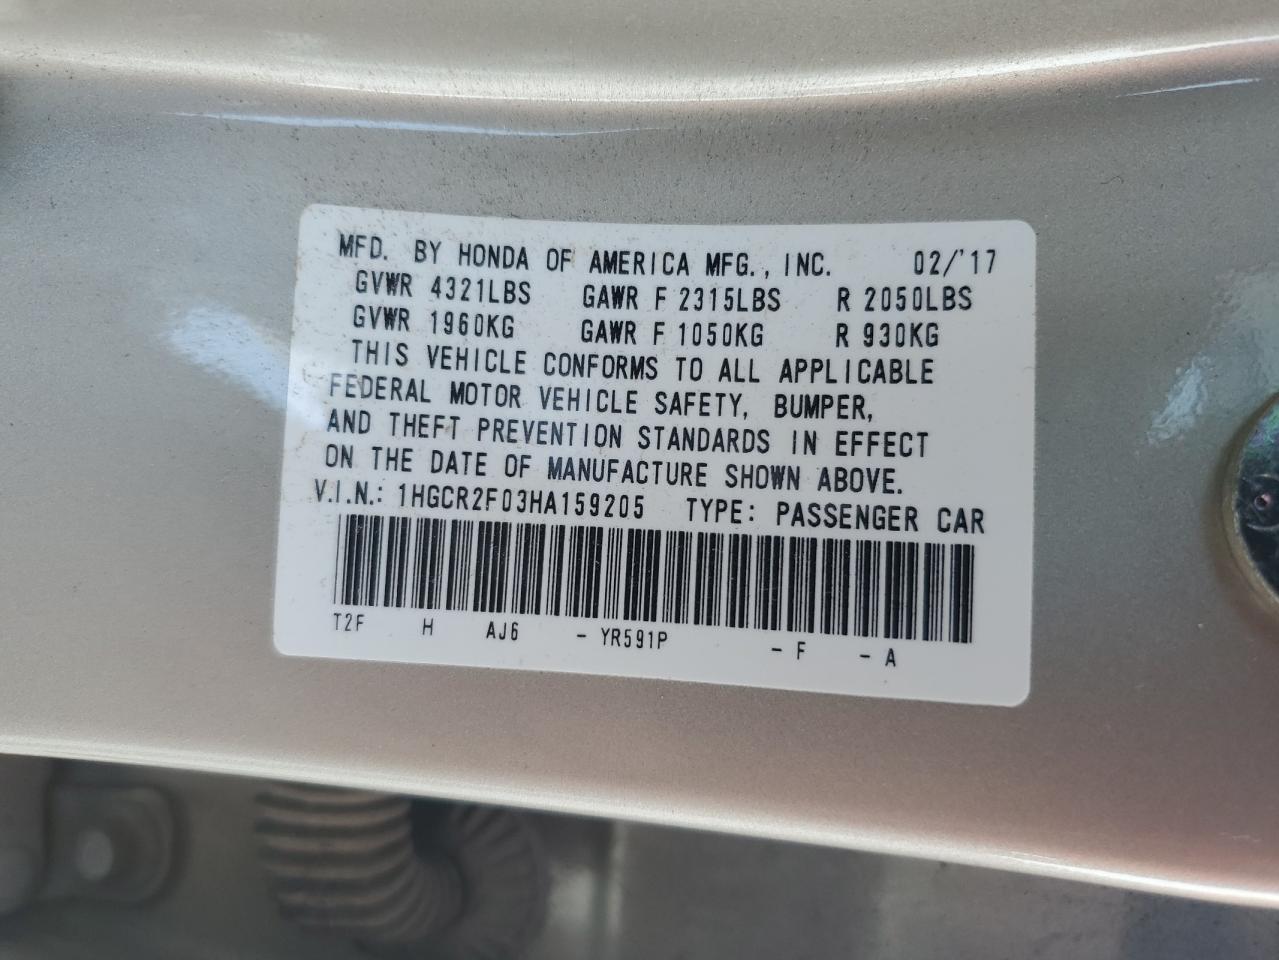 MFD. BY HONDA OF AMERICA MFG., INC. 02/'17
GVWR 4321LBS GAWR F 2315LBS R 2050LBS
GVWR 1960KG GAWR F 1050KG R 930KG
THIS VEHICLE CONFORMS TO ALL APPLICABLE
FEDERAL MOTOR VEHICLE SAFETY, BUMPER,
AND THEFT PREVENTION STANDARDS IN EFFECT
ON THE DATE OF MANUFACTURE SHOWN ABOVE.
V.I.N.: 1HGCR2F03HA159205 TYPE: PASSENGER CAR
T2F H AJ6 - YR591P - F - A